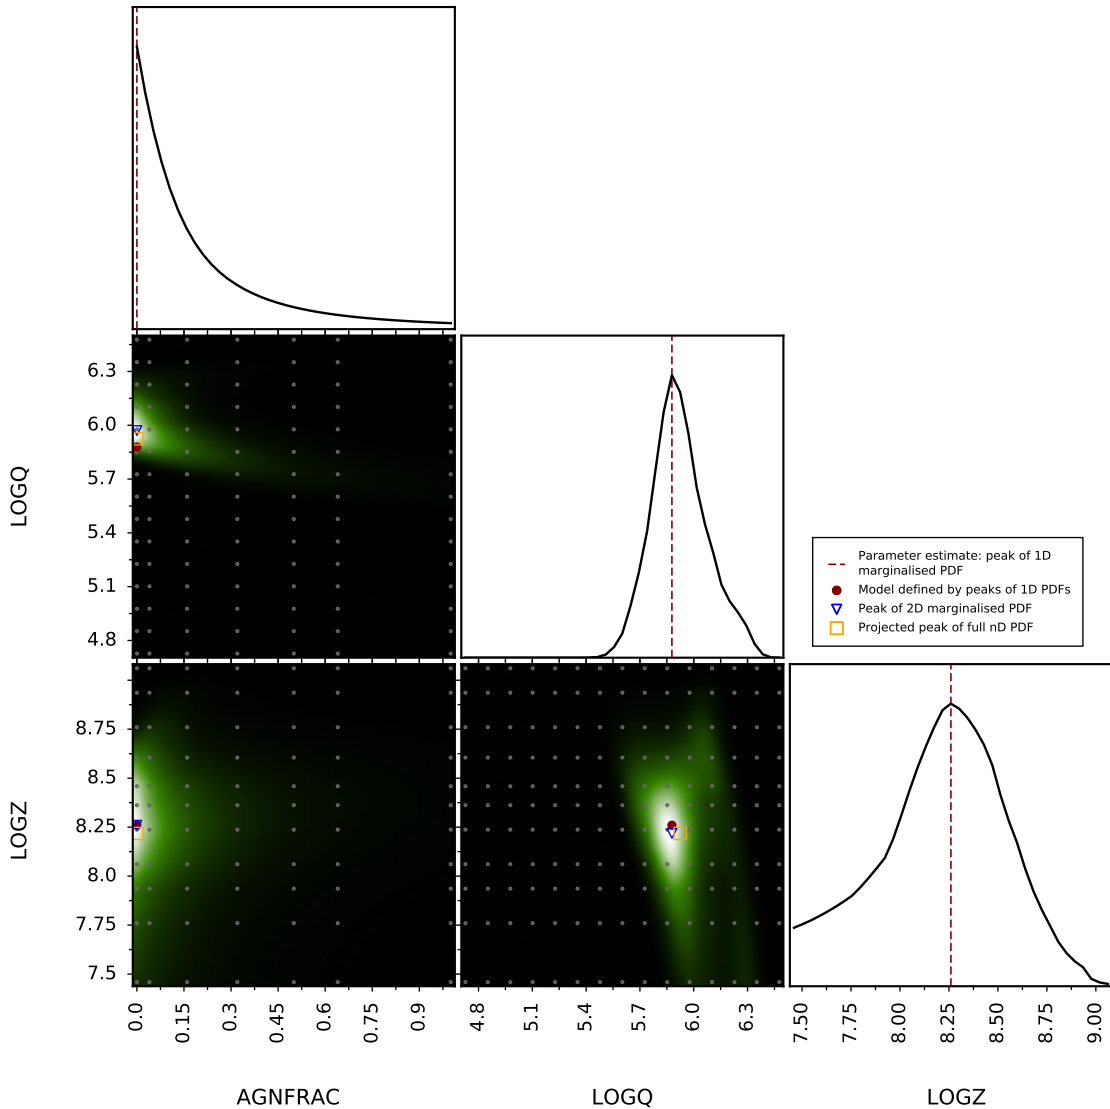 6.3
6.0
5.7
5.4
5.1
4.8
LOGQ
Parameter estimate: peak of 1D
marginalised PDF
Model defined by peaks of 1D PDFs
Peak of 2D marginalised PDF
Projected peak of full nD PDF
8.75
8.5
8.25
8.0
7.75
7.5
LOGZ
0.0 0.15 0.3 0.45 0.6 0.75 0.9
4.8 5.1 5.4 5.7 6.0 6.3
7.50 7.75 8.00 8.25 8.50 8.75 9.00
AGNFRAC LOGQ LOGZ